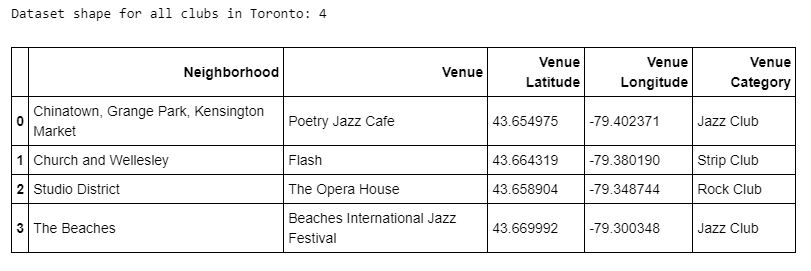 Dataset shape for all clubs in Toronto: 4
Neighborhood Venue Venue Latitude Venue Longitude Venue Category
0 Chinatown, Grange Park, Kensington Market Poetry Jazz Cafe 43.654975 -79.402371 Jazz Club
1 Church and Wellesley Flash 43.664319 -79.380190 Strip Club
2 Studio District The Opera House 43.658904 -79.348744 Rock Club
3 The Beaches Beaches International Jazz Festival 43.669992 -79.300348 Jazz Club